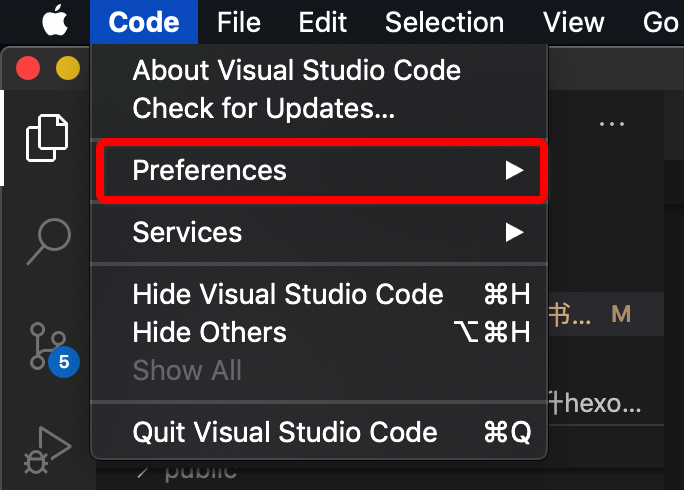 Code File Edit Selection View Go
About Visual Studio Code
Check for Updates...
...
Preferences
Services
Hide Visual Studio Code ⌘H
书... M
Hide Others ⌥⌘H
5
Show All
升hexo...
Quit Visual Studio Code ⌘Q
public